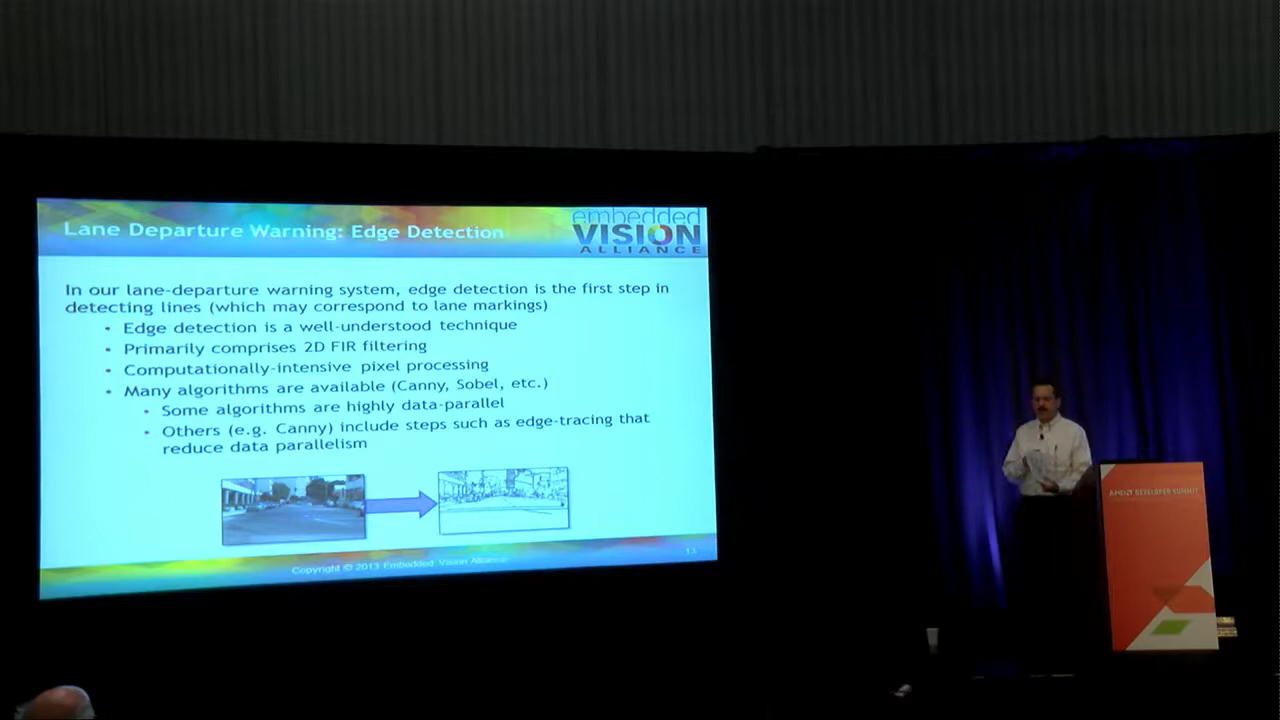 Lane Departure Warning: Edge Detection
embedded
VISION
ALLIANCE
In our lane-departure warning system, edge detection is the first step in
detecting lines (which may correspond to lane markings)
• Edge detection is a well-understood technique
• Primarily comprises 2D FIR filtering
• Computationally-intensive pixel processing
• Many algorithms are available (Canny, Sobel, etc.)
• Some algorithms are highly data-parallel
• Others (e.g. Canny) include steps such as edge-tracing that
reduce data parallelism
13
Copyright © 2013 Embedded Vision Alliance
DEVELOPER SUMMIT